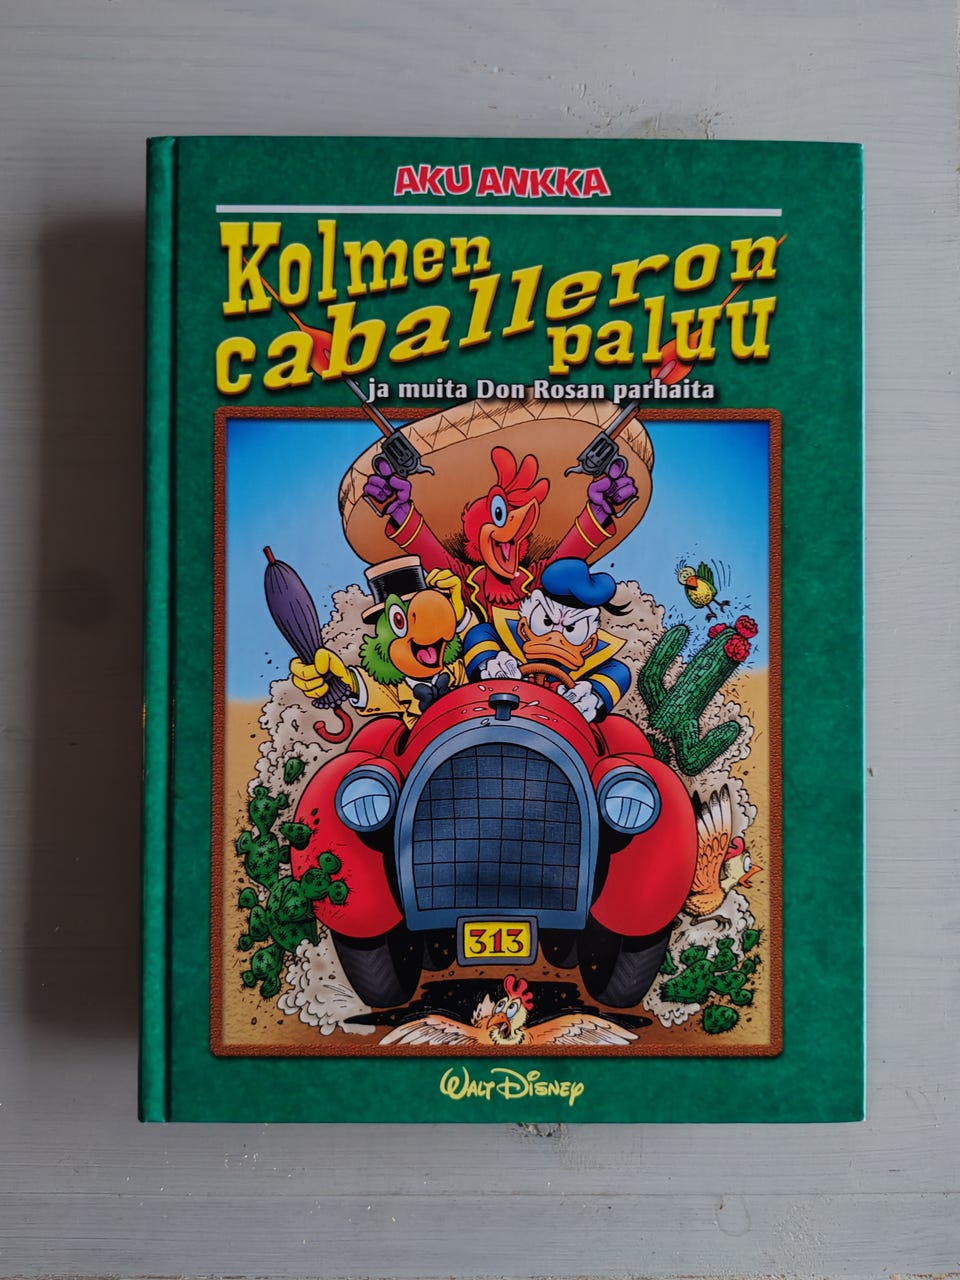 AKU ANKKA
Kolmen
caballeron
paluu
ja muita Don Rosan parhaita
313
Walt Disney